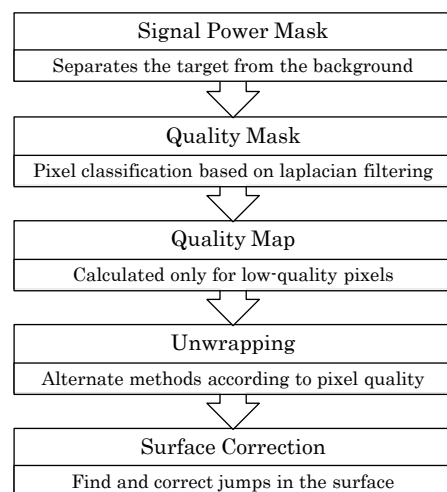 Signal Power Mask
Separates the target from the background
Quality Mask
Pixel classification based on laplacian filtering
Quality Map
Calculated only for low-quality pixels
Unwrapping
Alternate methods according to pixel quality
Surface Correction
Find and correct jumps in the surface